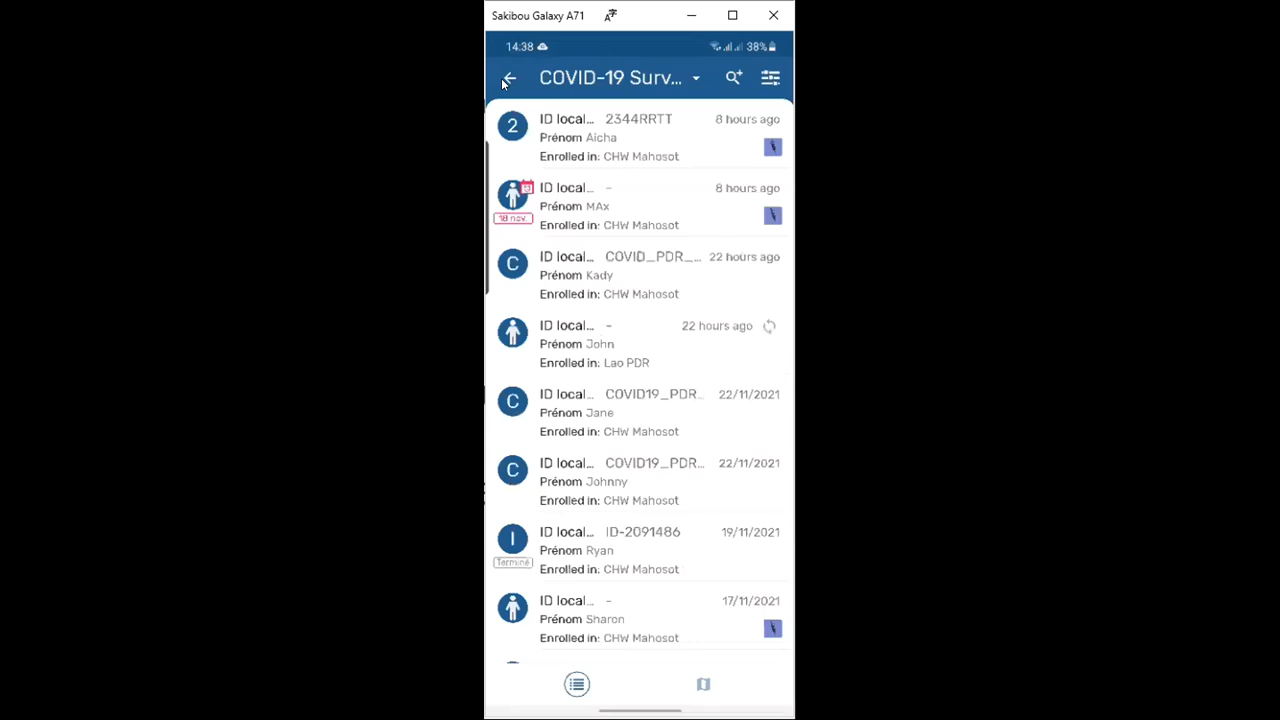 Sakibou Galaxy A71
14:38 38%
COVID-19 Surv...
2 ID local... 2344RRTT 8 hours ago
Prénom Aicha
Enrolled in: CHW Mahosot
ID local... - 8 hours ago
Prénom MAx
18 nov.
Enrolled in: CHW Mahosot
C ID local... COVID_PDR_... 22 hours ago
Prénom Kady
Enrolled in: CHW Mahosot
ID local... - 22 hours ago
Prénom John
Enrolled in: Lao PDR
C ID local... COVID19_PDR... 22/11/2021
Prénom Jane
Enrolled in: CHW Mahosot
C ID local... COVID19_PDR... 22/11/2021
Prénom Johnny
Enrolled in: CHW Mahosot
I ID local... ID-2091486 19/11/2021
Prénom Ryan
Terminé
Enrolled in: CHW Mahosot
ID local... - 17/11/2021
Prénom Sharon
Enrolled in: CHW Mahosot